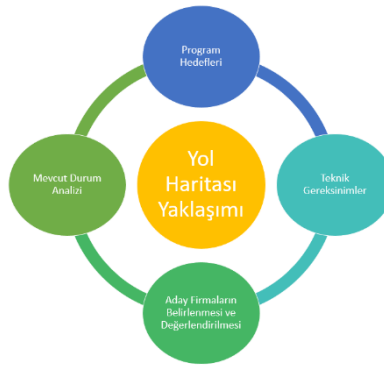 Program
Hedefleri
Mevcut Durum
Analizi
Yol
Haritası
Yaklaşımı
Teknik
Gereksinimler
Aday Firmaların
Belirlenmesi ve
Değerlendirilmesi